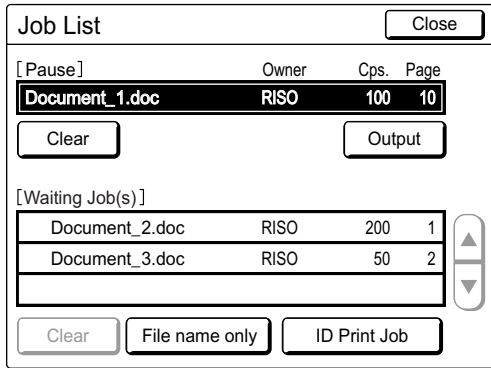 Job List Close
[Pause] Owner Cps. Page
Document_1.doc RISO 100 10
Clear Output
[Waiting Job(s)]
Document_2.doc RISO 200 1
Document_3.doc RISO 50 2
Clear File name only ID Print Job